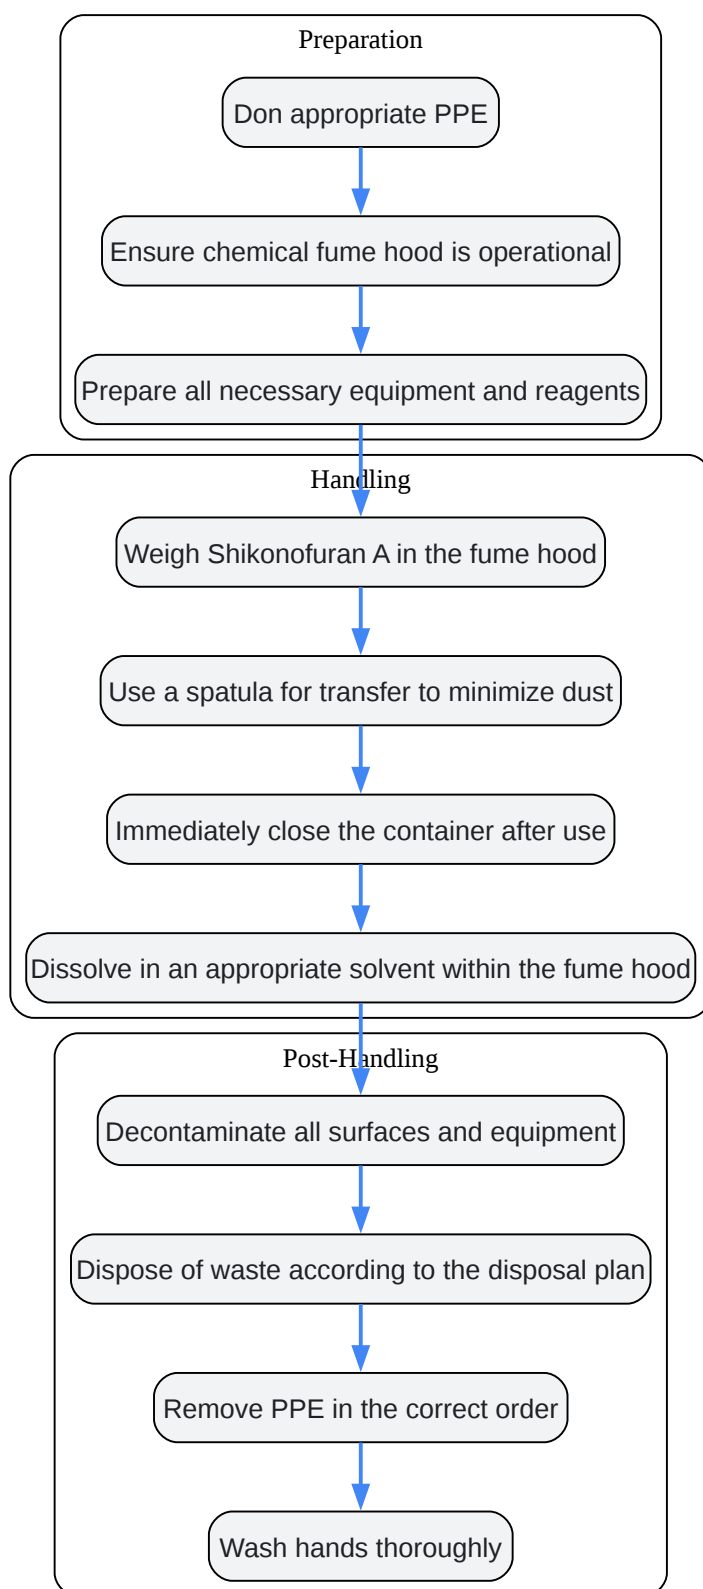 Preparation
Don appropriate PPE
Ensure chemical fume hood is operational
Prepare all necessary equipment and reagents
Handling
Weigh Shikonofuran A in the fume hood
Use a spatula for transfer to minimize dust
Immediately close the container after use
Dissolve in an appropriate solvent within the fume hood
Post-Handling
Decontaminate all surfaces and equipment
Dispose of waste according to the disposal plan
Remove PPE in the correct order
Wash hands thoroughly